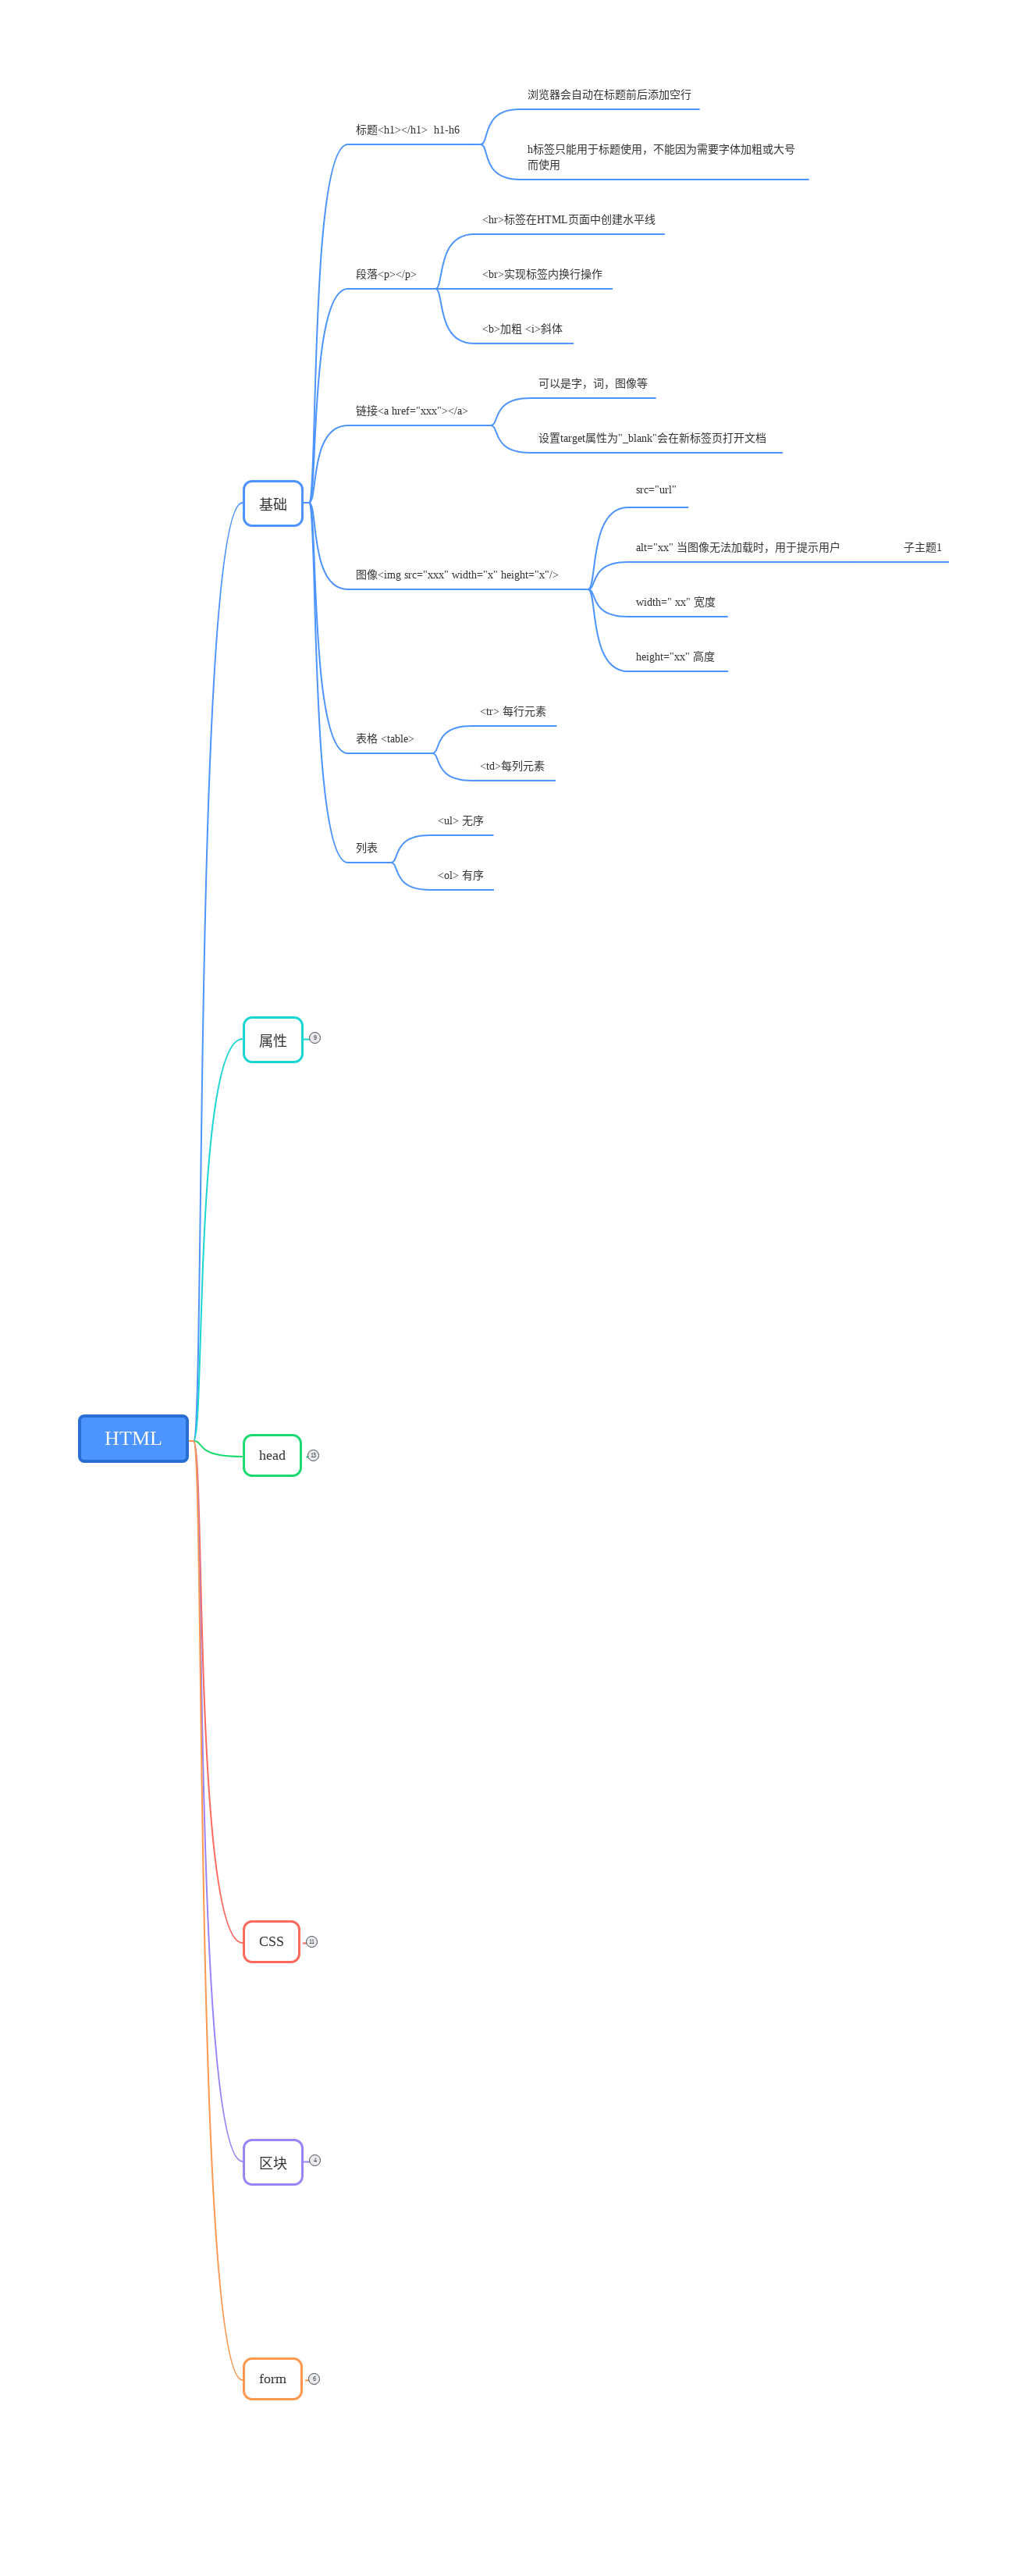 浏览器会自动在标题前后添加空行
标题<h1></h1>  h1-h6
h标签只能用于标题使用，不能因为需要字体加粗或大号
而使用
<hr>标签在HTML页面中创建水平线
段落<p></p>
<br>实现标签内换行操作
<b>加粗 <i>斜体
可以是字，词，图像等
链接<a href="xxx"></a>
设置target属性为"_blank"会在新标签页打开文档
基础
src="url"
alt="xx" 当图像无法加载时，用于提示用户
子主题1
图像<img src="xxx" width="x" height="x"/>
width=" xx" 宽度
height="xx" 高度
<tr> 每行元素
表格 <table>
<td>每列元素
<ul> 无序
列表
<ol> 有序
属性
9
HTML
head
13
CSS
11
区块
4
form
6